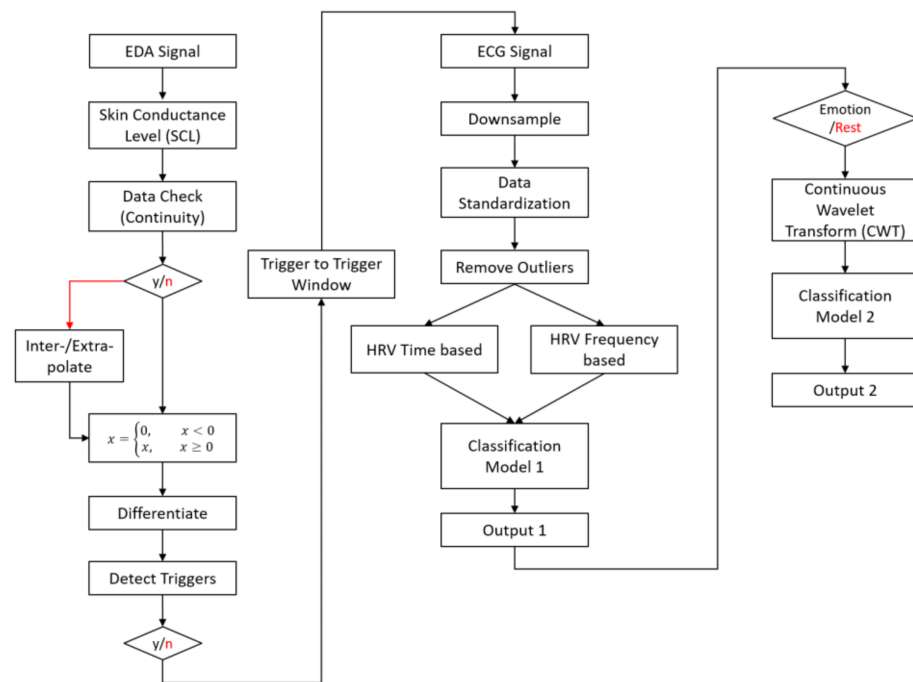 EDA Signal
Skin Conductance
Level (SCL)
Data Check
(Continuity)
y/n
Inter-/Extra-
polate
x = {0, x < 0
x, x ≥ 0
Differentiate
Detect Triggers
y/n
Trigger to Trigger
Window
ECG Signal
Downsample
Data
Standardization
Remove Outliers
HRV Time based
HRV Frequency
based
Classification
Model 1
Output 1
Emotion
/Rest
Continuous
Wavelet
Transform (CWT)
Classification
Model 2
Output 2